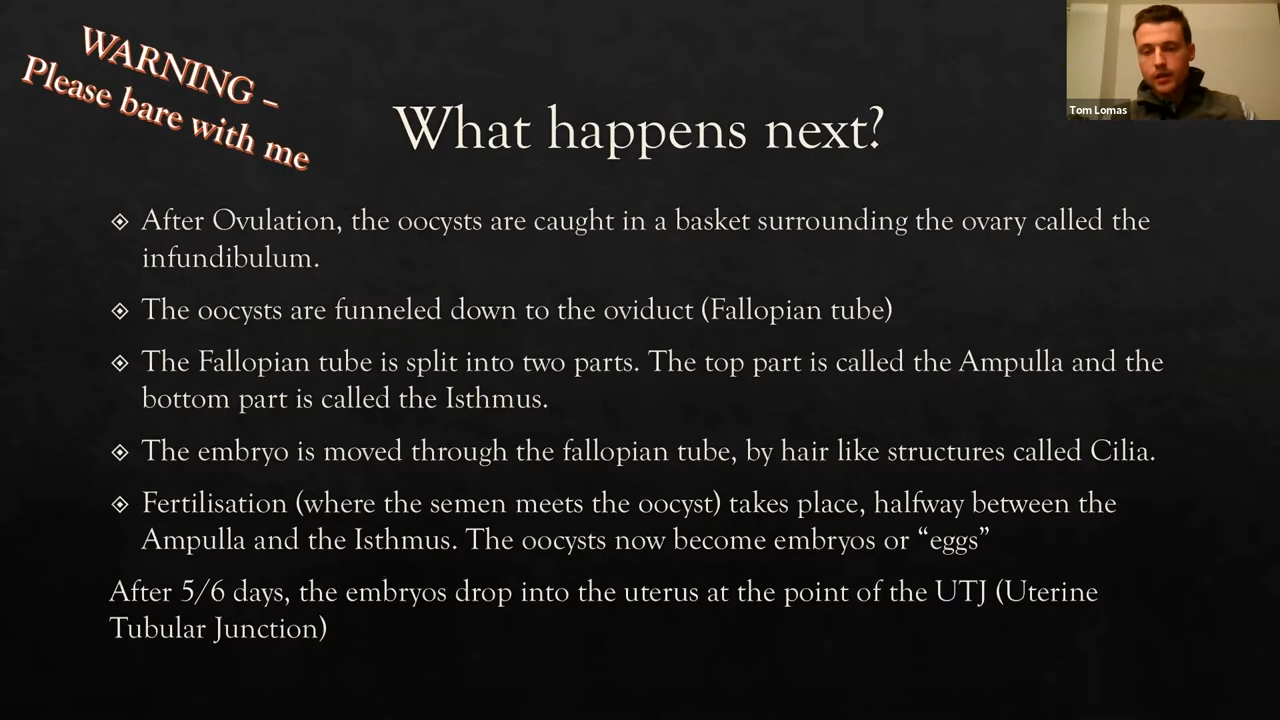 WARNING –
Please bare with me
Tom Lomas
What happens next?
After Ovulation, the oocysts are caught in a basket surrounding the ovary called the
infundibulum.
The oocysts are funneled down to the oviduct (Fallopian tube)
The Fallopian tube is split into two parts. The top part is called the Ampulla and the
bottom part is called the Isthmus.
The embryo is moved through the fallopian tube, by hair like structures called Cilia.
Fertilisation (where the semen meets the oocyst) takes place, halfway between the
Ampulla and the Isthmus. The oocysts now become embryos or “eggs”
After 5/6 days, the embryos drop into the uterus at the point of the UTJ (Uterine
Tubular Junction)